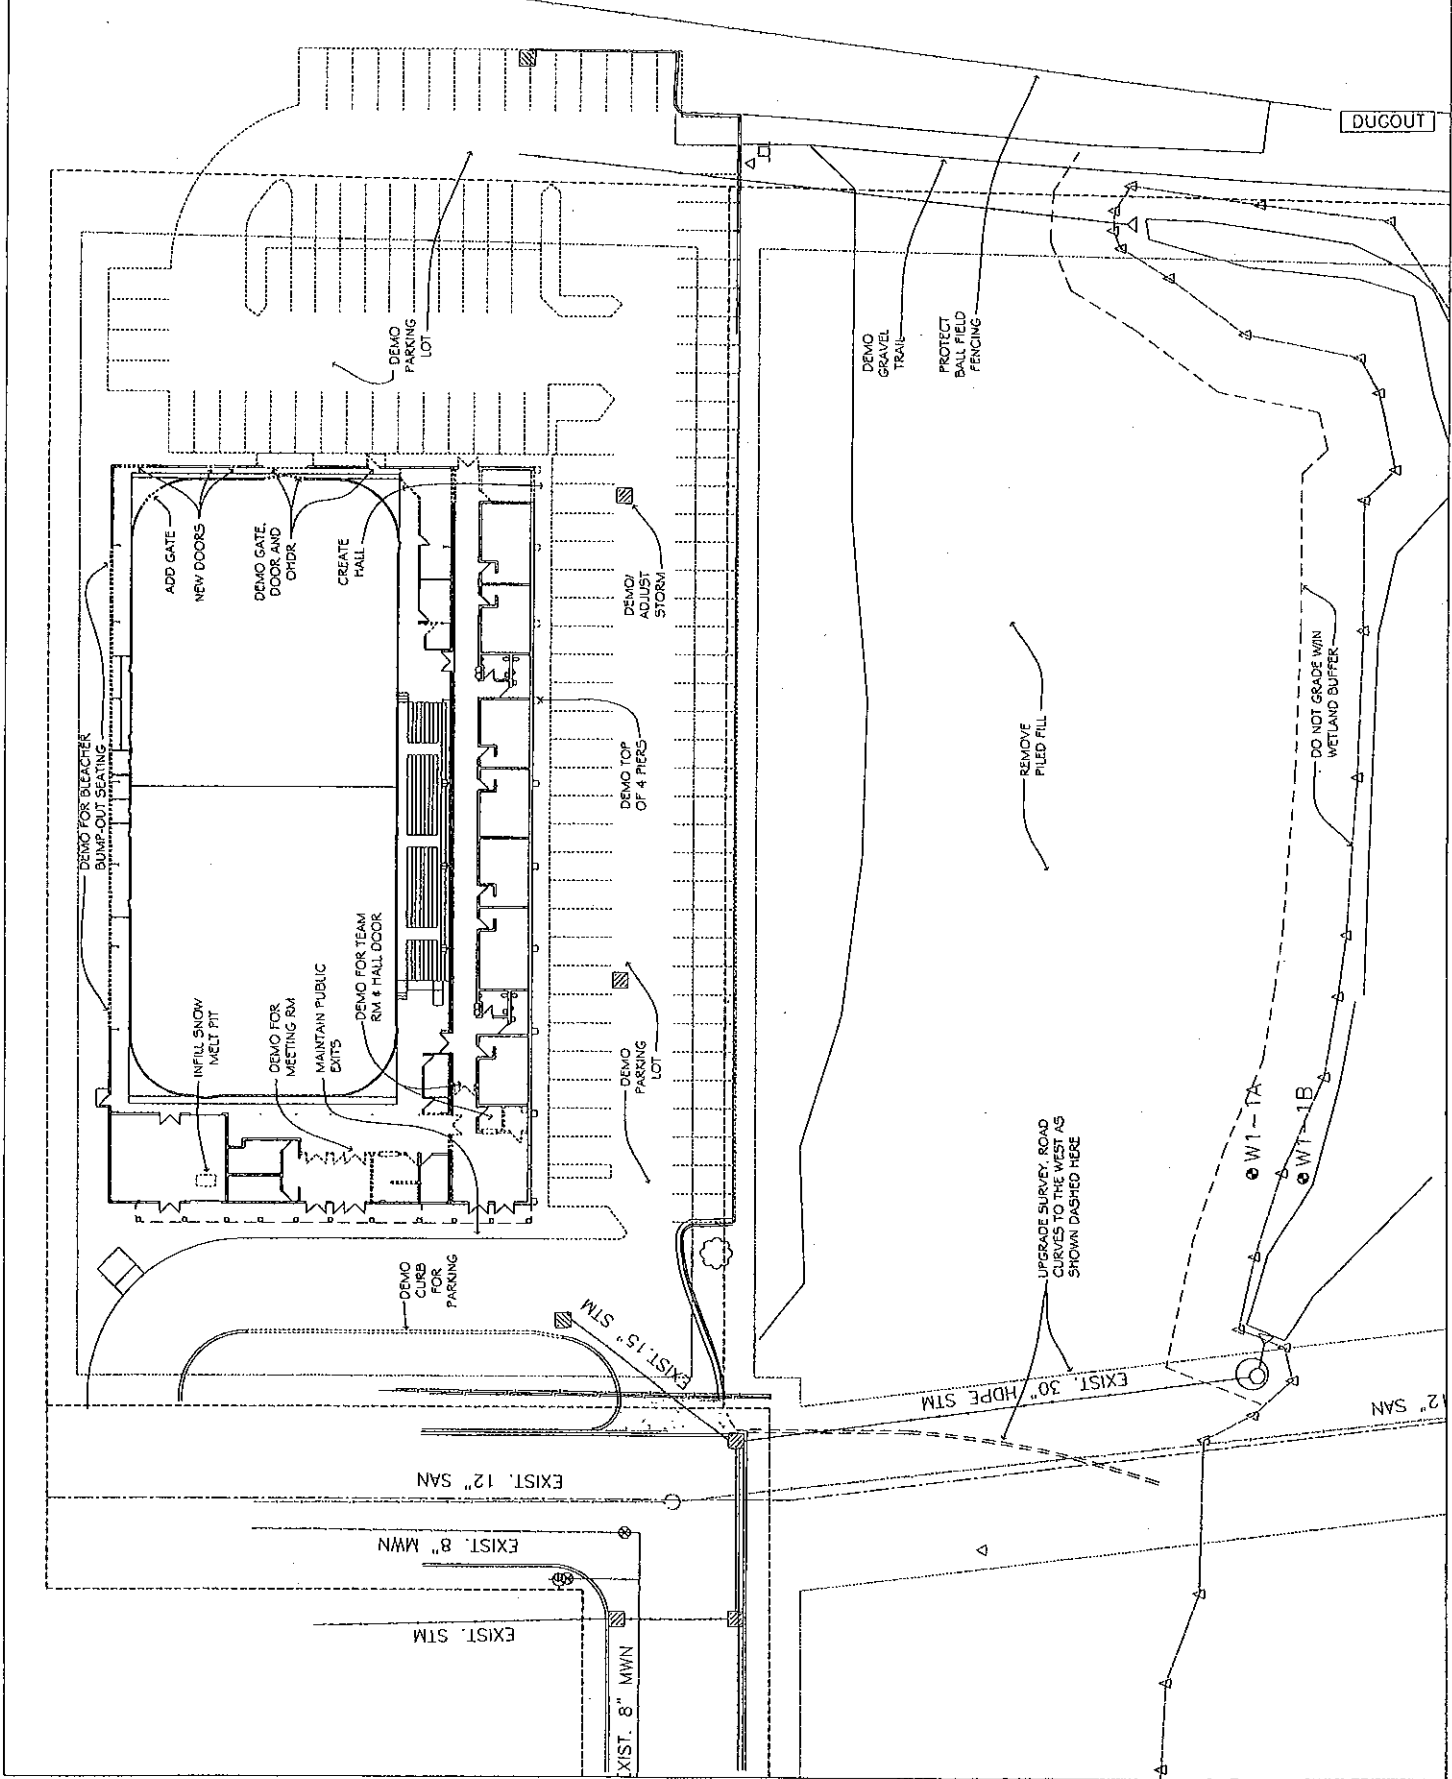 DUGOUT
DEMO
PARKING
LOT
DEMO
GRAVEL
TRAIL
PROTECT
BALL FIELD
FENCING
ADD GATE
NEW DOORS
DEMO GATE,
DOOR AND
OHDR
CREATE
HALL
DEMO/
ADJUST
STORM
DEMO FOR BLEACHER
BUMP-OUT SEATING
DEMO TOP
OF 4 PIERS
REMOVE
PILED FILL
DO NOT GRADE W/IN
WETLAND BUFFER
INFILL SNOW
MELT PIT
DEMO FOR
MEETING RM
MAINTAIN PUBLIC
EXITS
DEMO FOR TEAM
RM & HALL DOOR
DEMO
PARKING
LOT
W1-1A
W1-1B
UPGRADE SURVEY, ROAD
CURVES TO THE WEST AS
SHOWN DASHED HERE
DEMO
CURB
FOR
PARKING
EXIST.15" STM
EXIST. 30" HDPE STM
12" SAN
EXIST. 12" SAN
EXIST. 8" MWN
EXIST. STM
EXIST. 8" MWN